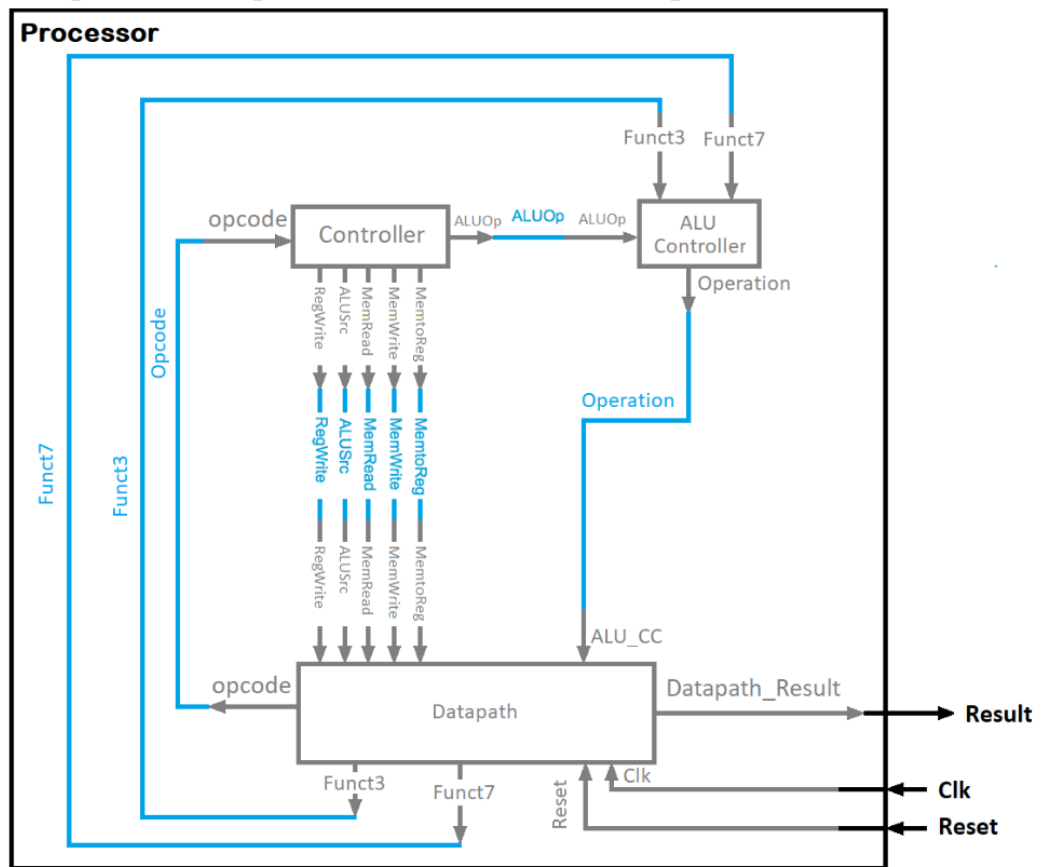 Processor
Funct3
Funct7
opcode
Controller
ALUOp
ALUOp
ALUOp
ALU
Controller
Operation
RegWrite
ALUSrc
MemRead
MemWrite
MemtoReg
Opcode
Operation
RegWrite
ALUSrc
MemRead
MemWrite
MemtoReg
Funct7
Funct3
RegWrite
ALUSrc
MemRead
MemWrite
MemtoReg
ALU_CC
opcode
Datapath
Datapath_Result
Result
Funct3
Funct7
Reset
Clk
Clk
Reset